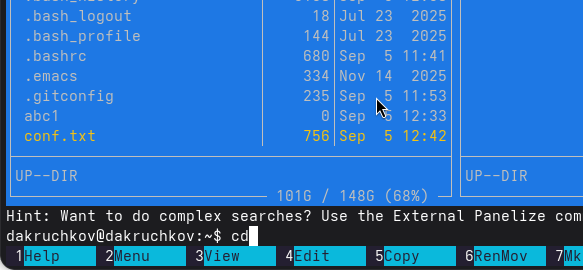 .bash_logout 18 Jul 23 2025
.bash_profile 144 Jul 23 2025
.bashrc 680 Sep 5 11:41
.emacs 334 Nov 14 2025
.gitconfig 235 Sep 5 11:53
abc1 0 Sep 5 12:33
conf.txt 756 Sep 5 12:42
UP--DIR UP--DIR
101G / 148G (68%)
Hint: Want to do complex searches? Use the External Panelize com
dakruchkov@dakruchkov:~$ cd
1Help 2Menu 3View 4Edit 5Copy 6RenMov 7Mk